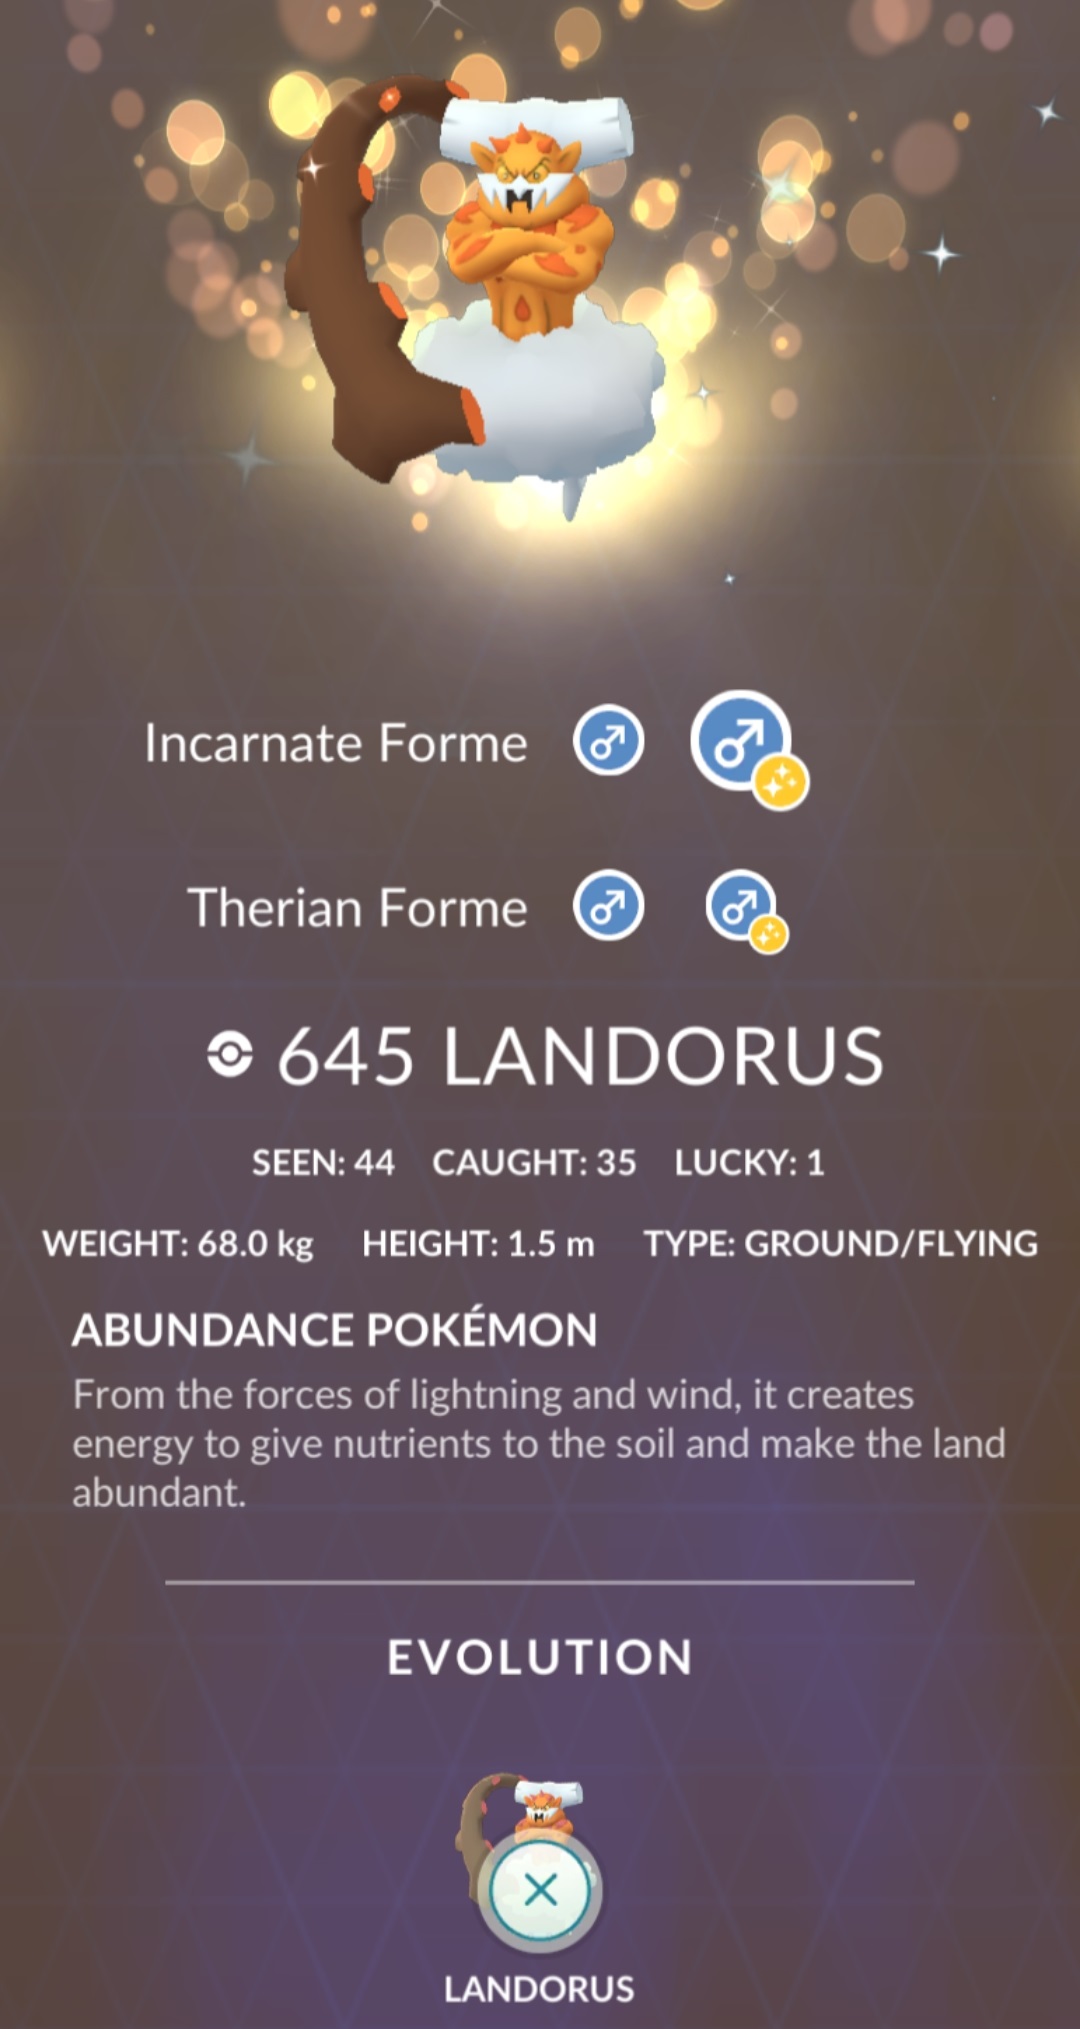 Incarnate Forme
Therian Forme
645 LANDORUS
SEEN: 44 CAUGHT: 35 LUCKY: 1
WEIGHT: 68.0 kg HEIGHT: 1.5 m TYPE: GROUND/FLYING
ABUNDANCE POKÉMON
From the forces of lightning and wind, it creates
energy to give nutrients to the soil and make the land
abundant.
EVOLUTION
LANDORUS